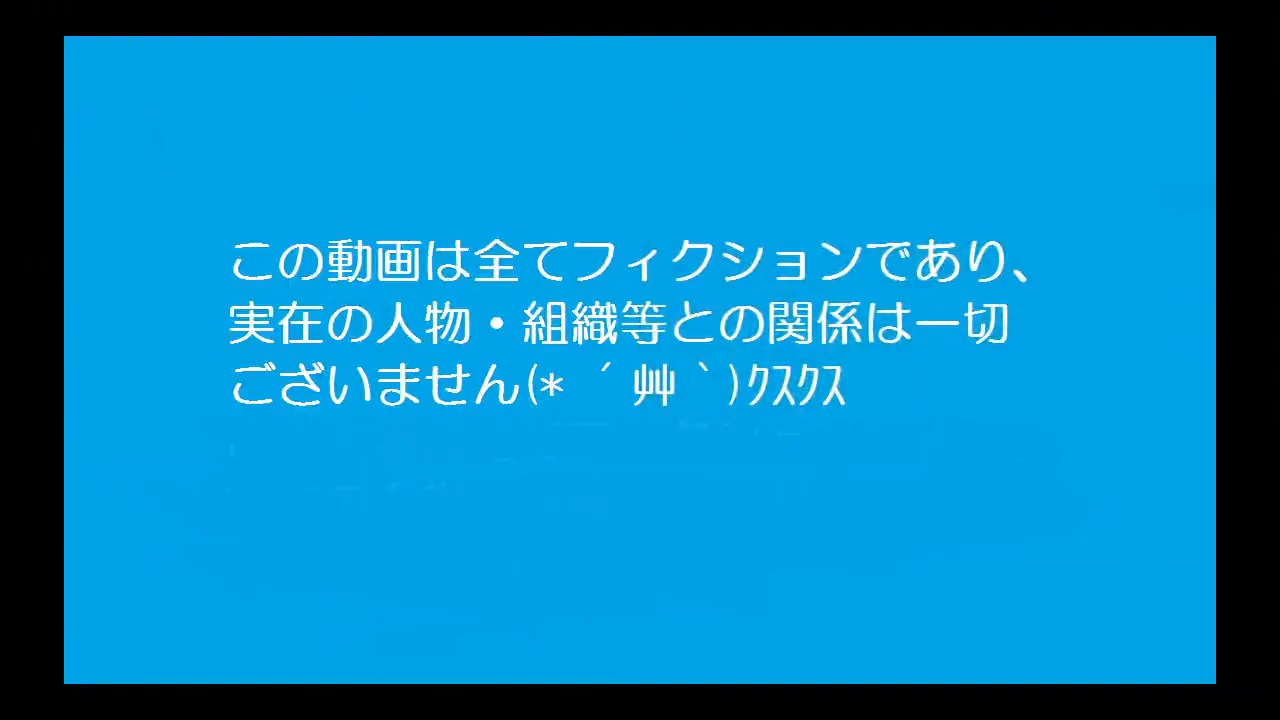 この動画は全てフィクションであり、
実在の人物・組織等との関係は一切
ございません(* ´艸`)ｸｽｸｽ